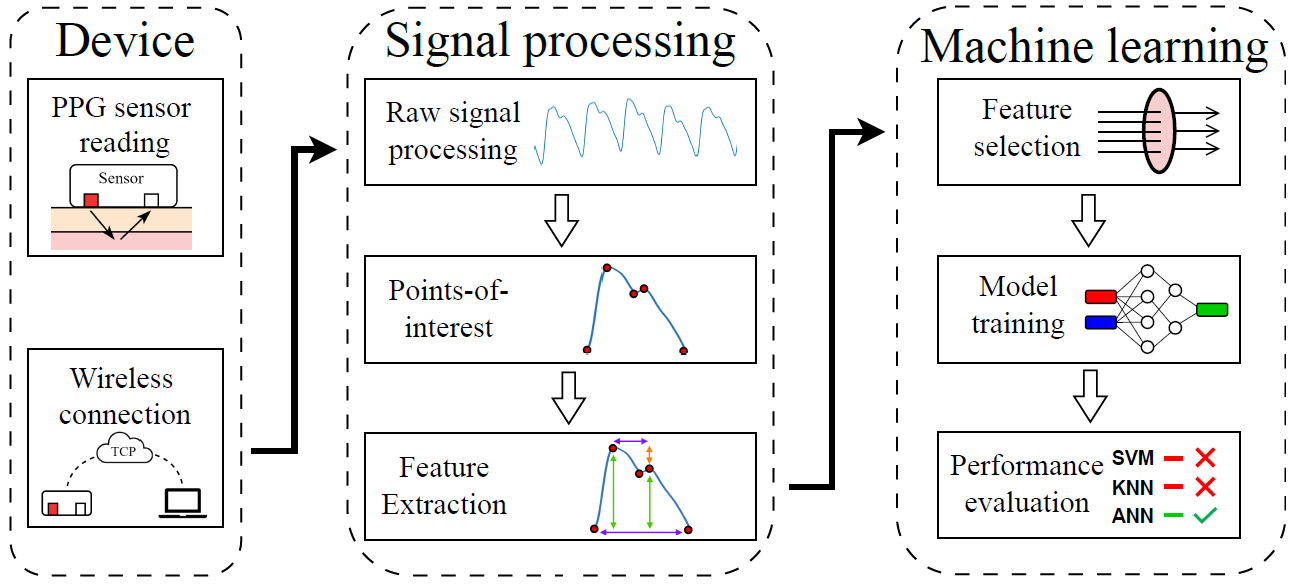 Device
PPG sensor
reading
Sensor
Wireless
connection
TCP
Signal processing
Raw signal
processing
Points-of-
interest
Feature
Extraction
Machine learning
Feature
selection
Model
training
Performance
evaluation
SVM
KNN
ANN